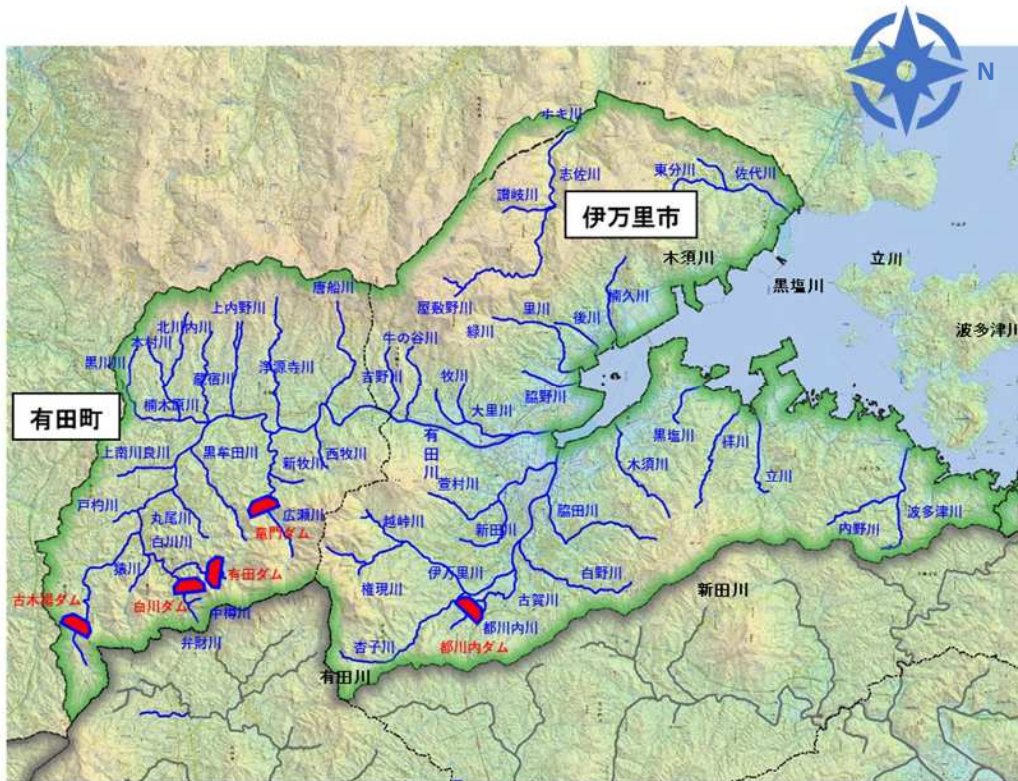 N
ホキ川
志佐川
讃岐川
東分川
佐代川
伊万里市
木須川
立川
黒塩川
波多津川
唐船川
上内野川
北川内川
本村川
黒川川
蔵宿川
浄源寺川
屋敷野川
里川
緑川
後川
楠久川
牛の谷川
吉野川
牧川
脇野川
大里川
有田町
楠木原川
上南川良川
黒牟田川
新牧川
西牧川
有田川
黒塩川
木須川
拝川
立川
戸杓川
丸尾川
白川川
猿川
広瀬川
竜門ダム
有田ダム
白川ダム
古木場ダム
中樽川
弁財川
萱村川
越峠川
新田川
脇田川
伊万里川
権現川
白野川
古賀川
都川内川
都川内ダム
杏子川
有田川
内野川
波多津川
新田川